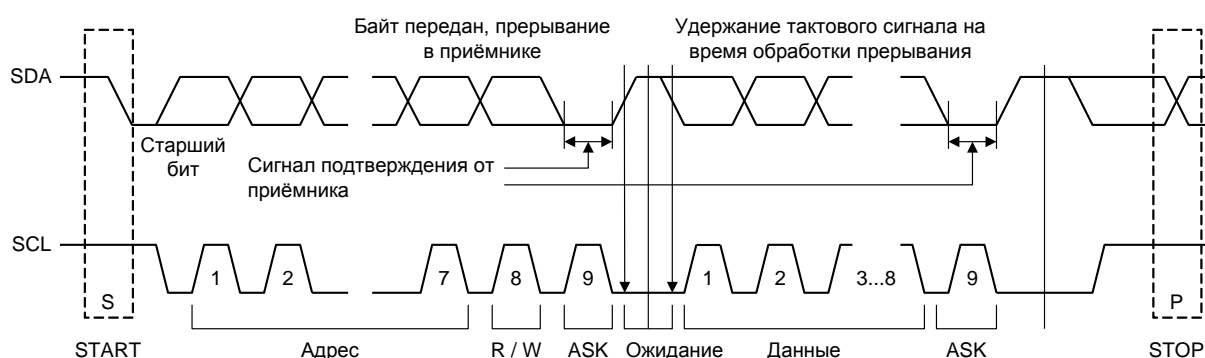 Байт передан, прерывание
в приёмнике
Удержание тактового сигнала на
время обработки прерывания
SDA
Старший
бит
Сигнал подтверждения от
приёмника
SCL
1 2 7 8 9 1 2 3...8 9
S P
START Адрес R / W ASK Ожидание Данные ASK STOP